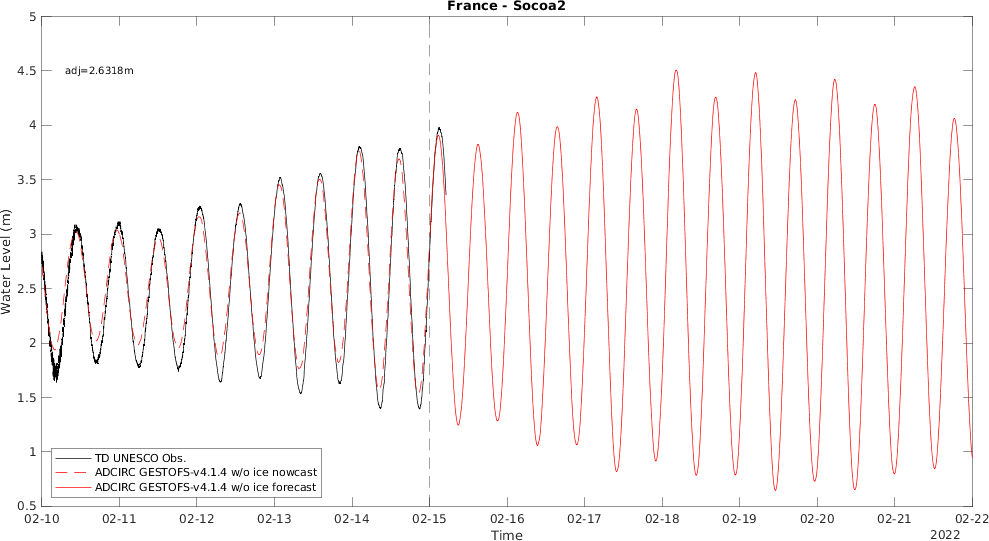 France - Socoa2
adj=2.6318m
Water Level (m)
5
4.5
4
3.5
3
2.5
2
1.5
1
0.5
TD UNESCO Obs.
ADCIRC GESTOFS-v4.1.4 w/o ice nowcast
ADCIRC GESTOFS-v4.1.4 w/o ice forecast
02-10 02-11 02-12 02-13 02-14 02-15 02-16 02-17 02-18 02-19 02-20 02-21 02-22
Time
2022